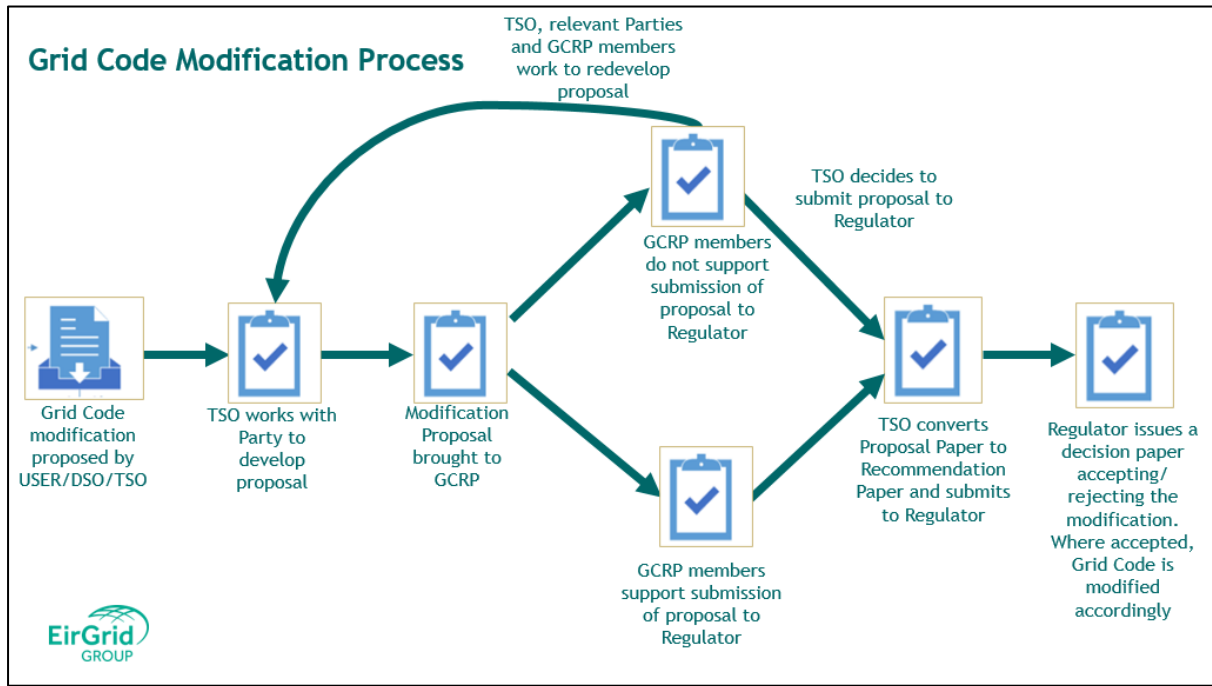 Grid Code Modification Process
TSO, relevant Parties
and GCRP members
work to redevelop
proposal
Grid Code
modification
proposed by
USER/DSO/TSO
TSO works with
Party to
develop
proposal
Modification
Proposal
brought to
GCRP
GCRP members
do not support
submission of
proposal to
Regulator
TSO decides to
submit proposal to
Regulator
GCRP members
support submission
of proposal to
Regulator
TSO converts
Proposal Paper to
Recommendation
Paper and submits
to Regulator
Regulator issues a
decision paper
accepting/
rejecting the
modification.
Where accepted,
Grid Code is
modified
accordingly
EirGrid
GROUP